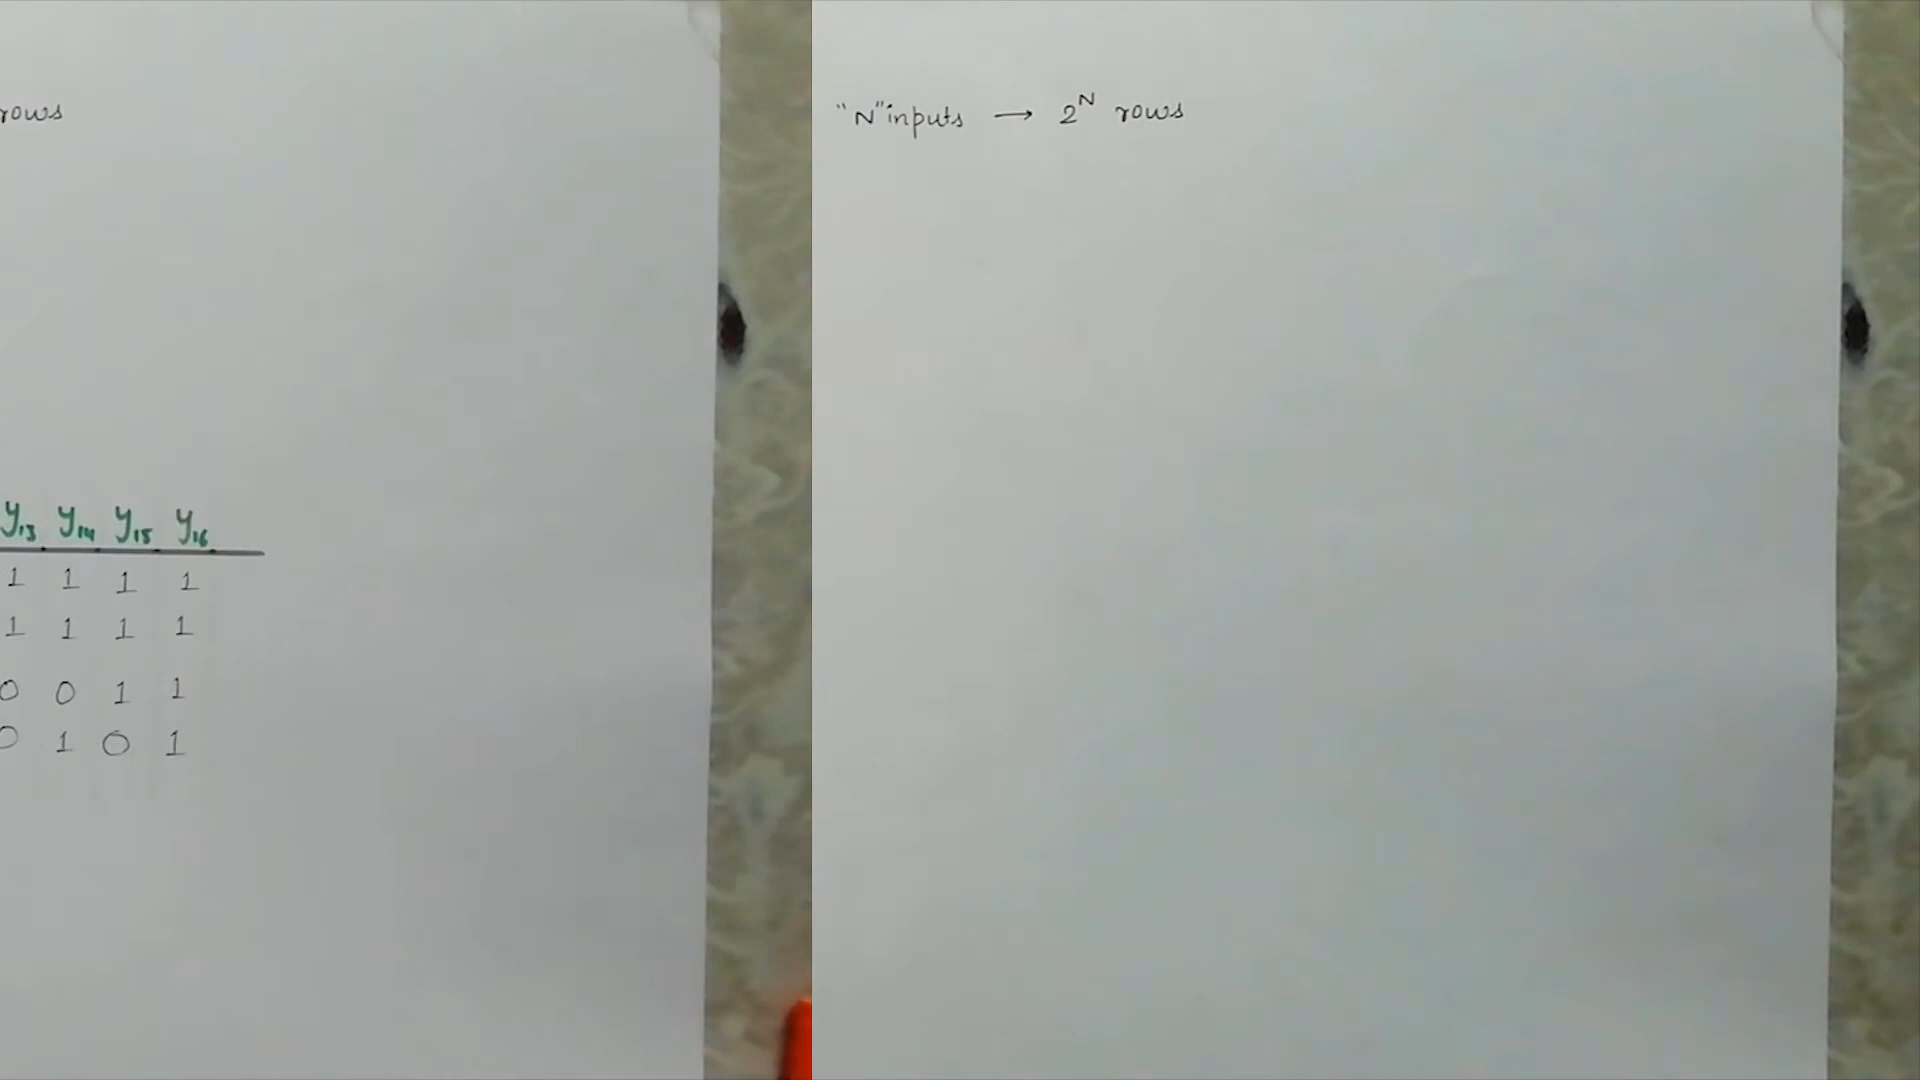 rows
y13 y14 y15 y16
1 1 1 1
1 1 1 1
0 0 1 1
0 1 0 1
"N" inputs → 2^N rows